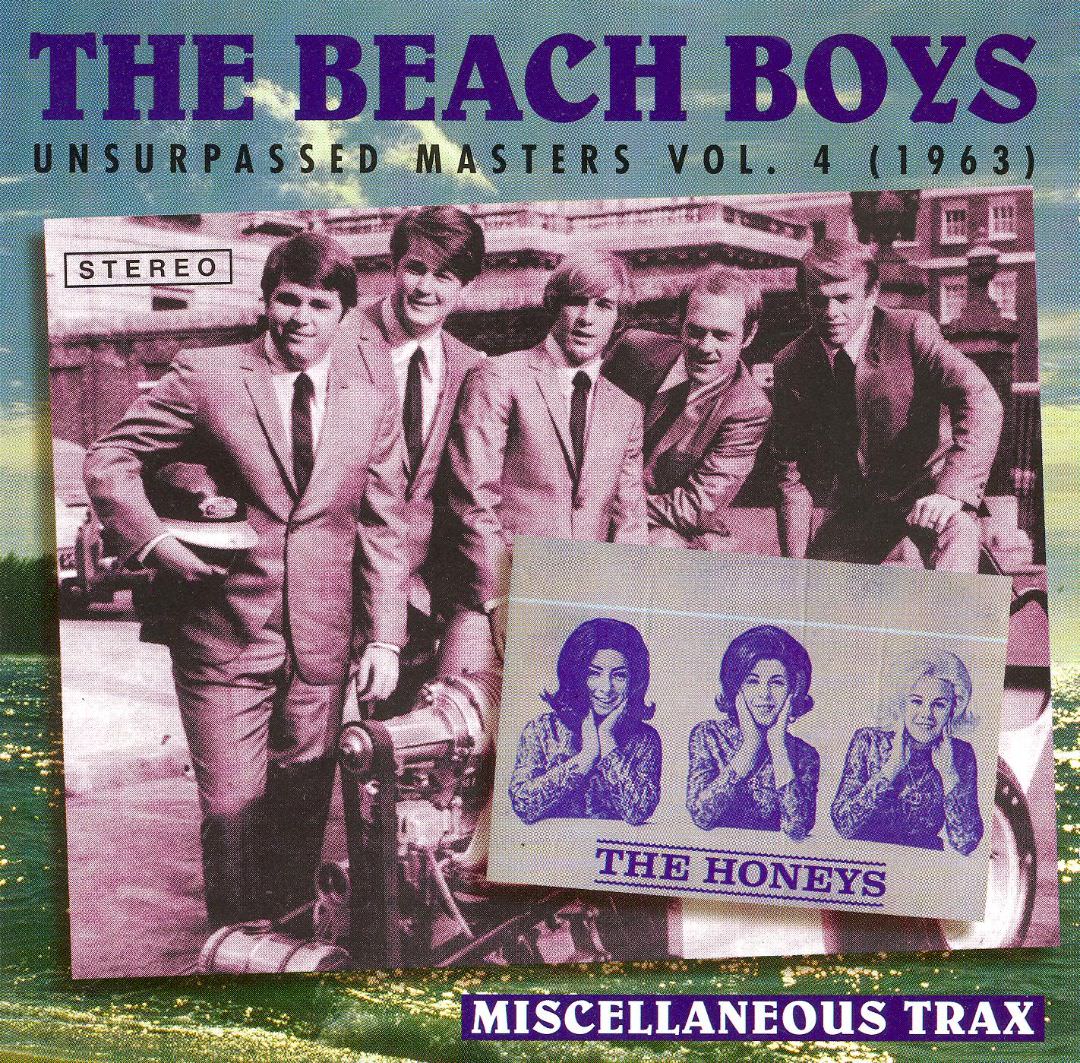 THE BEACH BOYS
UNSURPASSED MASTERS VOL. 4 (1963)
STEREO
THE HONEYS
MISCELLANEOUS TRAX